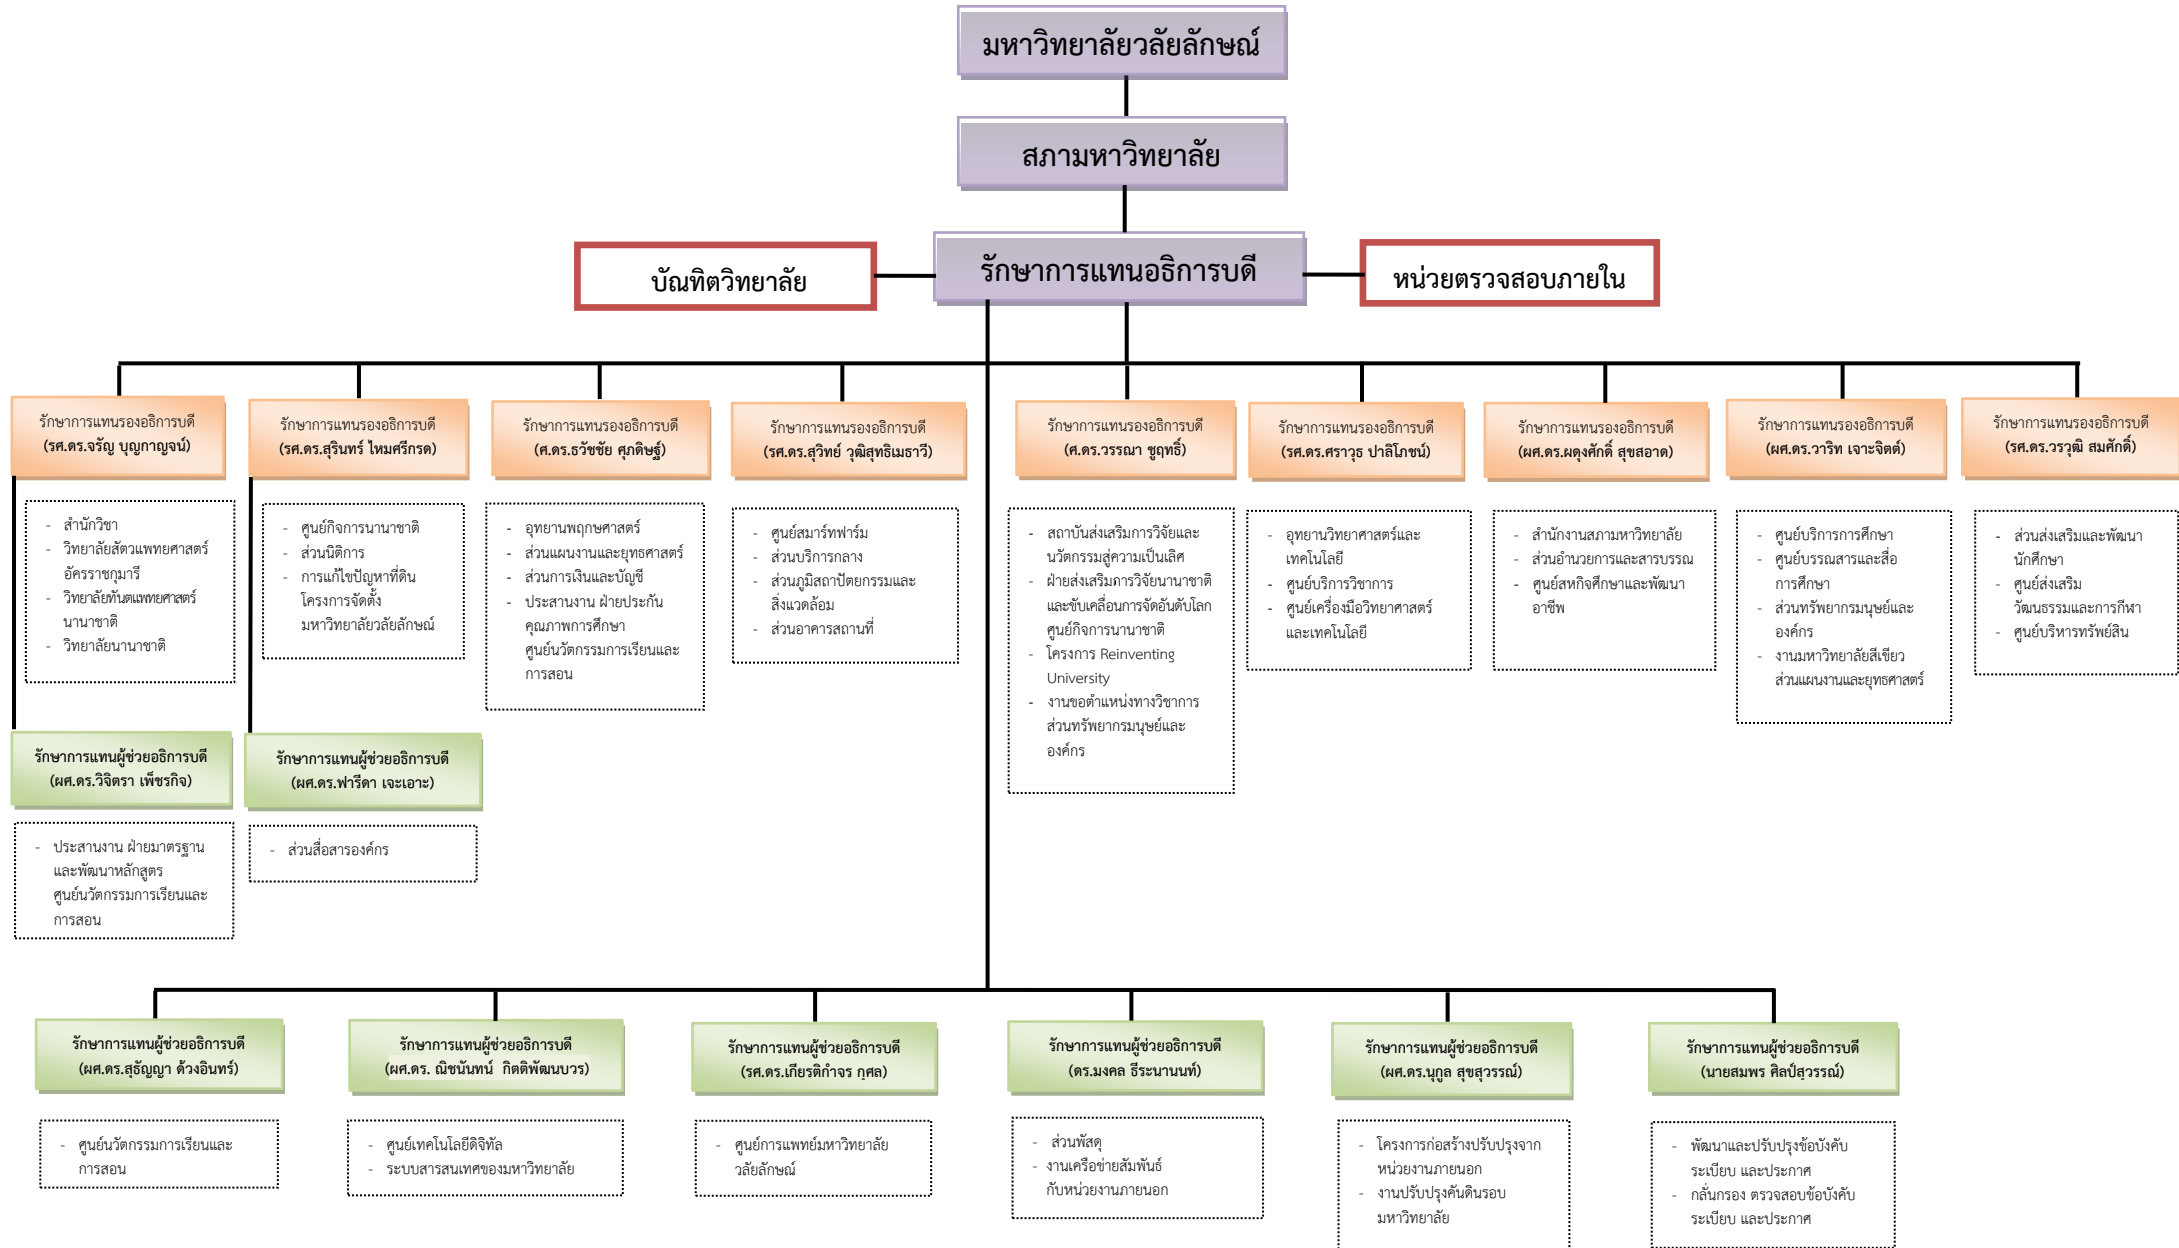 มหาวิทยาลัยวลัยลักษณ์
สภามหาวิทยาลัย
รักษาการแทนอธิการบดี
บัณฑิตวิทยาลัย
หน่วยตรวจสอบภายใน
รักษาการแทนรองอธิการบดี
(รศ.ดร.จรัญ บุญกาญจน์)
- สำนักวิชา
- วิทยาลัยสัตวแพทยศาสตร์
อัครราชกุมารี
- วิทยาลัยทันตแพทยศาสตร์
นานาชาติ
- วิทยาลัยนานาชาติ
รักษาการแทนผู้ช่วยอธิการบดี
(ผศ.ดร.วิจิตรา เพ็ชรกิจ)
- ประสานงาน ฝ่ายมาตรฐาน
และพัฒนาหลักสูตร
ศูนย์นวัตกรรมการเรียนและ
การสอน
รักษาการแทนรองอธิการบดี
(รศ.ดร.สุรินทร์ ไหมศรีกรด)
- ศูนย์กิจการนานาชาติ
- ส่วนนิติการ
- การแก้ไขปัญหาที่ดิน
โครงการจัดตั้ง
มหาวิทยาลัยวลัยลักษณ์
รักษาการแทนผู้ช่วยอธิการบดี
(ผศ.ดร.ฟารีดา เจะเอาะ)
- ส่วนสื่อสารองค์กร
รักษาการแทนรองอธิการบดี
(ศ.ดร.ธวัชชัย ศุภดิษฐ์)
- อุทยานพฤกษศาสตร์
- ส่วนแผนงานและยุทธศาสตร์
- ส่วนการเงินและบัญชี
- ประสานงาน ฝ่ายประกัน
คุณภาพการศึกษา
ศูนย์นวัตกรรมการเรียนและ
การสอน
รักษาการแทนรองอธิการบดี
(รศ.ดร.สุวิทย์ วุฒิสุทธิเมธาวี)
- ศูนย์สมาร์ทฟาร์ม
- ส่วนบริการกลาง
- ส่วนภูมิสถาปัตยกรรมและ
สิ่งแวดล้อม
- ส่วนอาคารสถานที่
รักษาการแทนรองอธิการบดี
(ศ.ดร.วรรณา ชูฤทธิ์)
- สถาบันส่งเสริมการวิจัยและ
นวัตกรรมสู่ความเป็นเลิศ
- ฝ่ายส่งเสริมการวิจัยนานาชาติ
และขับเคลื่อนการจัดอันดับโลก
ศูนย์กิจการนานาชาติ
- โครงการ Reinventing
University
- งานขอตำแหน่งทางวิชาการ
ส่วนทรัพยากรมนุษย์และ
องค์กร
รักษาการแทนรองอธิการบดี
(รศ.ดร.ศราวุธ ปาลิโภชน์)
- อุทยานวิทยาศาสตร์และ
เทคโนโลยี
- ศูนย์บริการวิชาการ
- ศูนย์เครื่องมือวิทยาศาสตร์
และเทคโนโลยี
รักษาการแทนรองอธิการบดี
(ผศ.ดร.ผดุงศักดิ์ สุขสอาด)
- สำนักงานสภามหาวิทยาลัย
- ส่วนอำนวยการและสารบรรณ
- ศูนย์สหกิจศึกษาและพัฒนา
อาชีพ
รักษาการแทนรองอธิการบดี
(ผศ.ดร.วาริท เจาะจิตต์)
- ศูนย์บริการการศึกษา
- ศูนย์บรรณสารและสื่อ
การศึกษา
- ส่วนทรัพยากรมนุษย์และ
องค์กร
- งานมหาวิทยาลัยสีเขียว
ส่วนแผนงานและยุทธศาสตร์
รักษาการแทนรองอธิการบดี
(รศ.ดร.วรวุฒิ สมศักดิ์)
- ส่วนส่งเสริมและพัฒนา
นักศึกษา
- ศูนย์ส่งเสริม
วัฒนธรรมและการกีฬา
- ศูนย์บริหารทรัพย์สิน
รักษาการแทนผู้ช่วยอธิการบดี
(ผศ.ดร.สุธัญญา ด้วงอินทร์)
- ศูนย์นวัตกรรมการเรียนและ
การสอน
รักษาการแทนผู้ช่วยอธิการบดี
(ผศ.ดร. ณิชนันทน์ กิตติพัฒนบวร)
- ศูนย์เทคโนโลยีดิจิทัล
- ระบบสารสนเทศของมหาวิทยาลัย
รักษาการแทนผู้ช่วยอธิการบดี
(รศ.ดร.เกียรติกำจร กุศล)
- ศูนย์การแพทย์มหาวิทยาลัย
วลัยลักษณ์
รักษาการแทนผู้ช่วยอธิการบดี
(ดร.มงคล ธีระนานนท์)
- ส่วนพัสดุ
- งานเครือข่ายสัมพันธ์
กับหน่วยงานภายนอก
รักษาการแทนผู้ช่วยอธิการบดี
(ผศ.ดร.นุกูล สุขสุวรรณ์)
- โครงการก่อสร้างปรับปรุงจาก
หน่วยงานภายนอก
- งานปรับปรุงคันดินรอบ
มหาวิทยาลัย
รักษาการแทนผู้ช่วยอธิการบดี
(นายสมพร ศิลป์สุวรรณ์)
- พัฒนาและปรับปรุงข้อบังคับ
ระเบียบ และประกาศ
- กลั่นกรอง ตรวจสอบข้อบังคับ
ระเบียบ และประกาศ